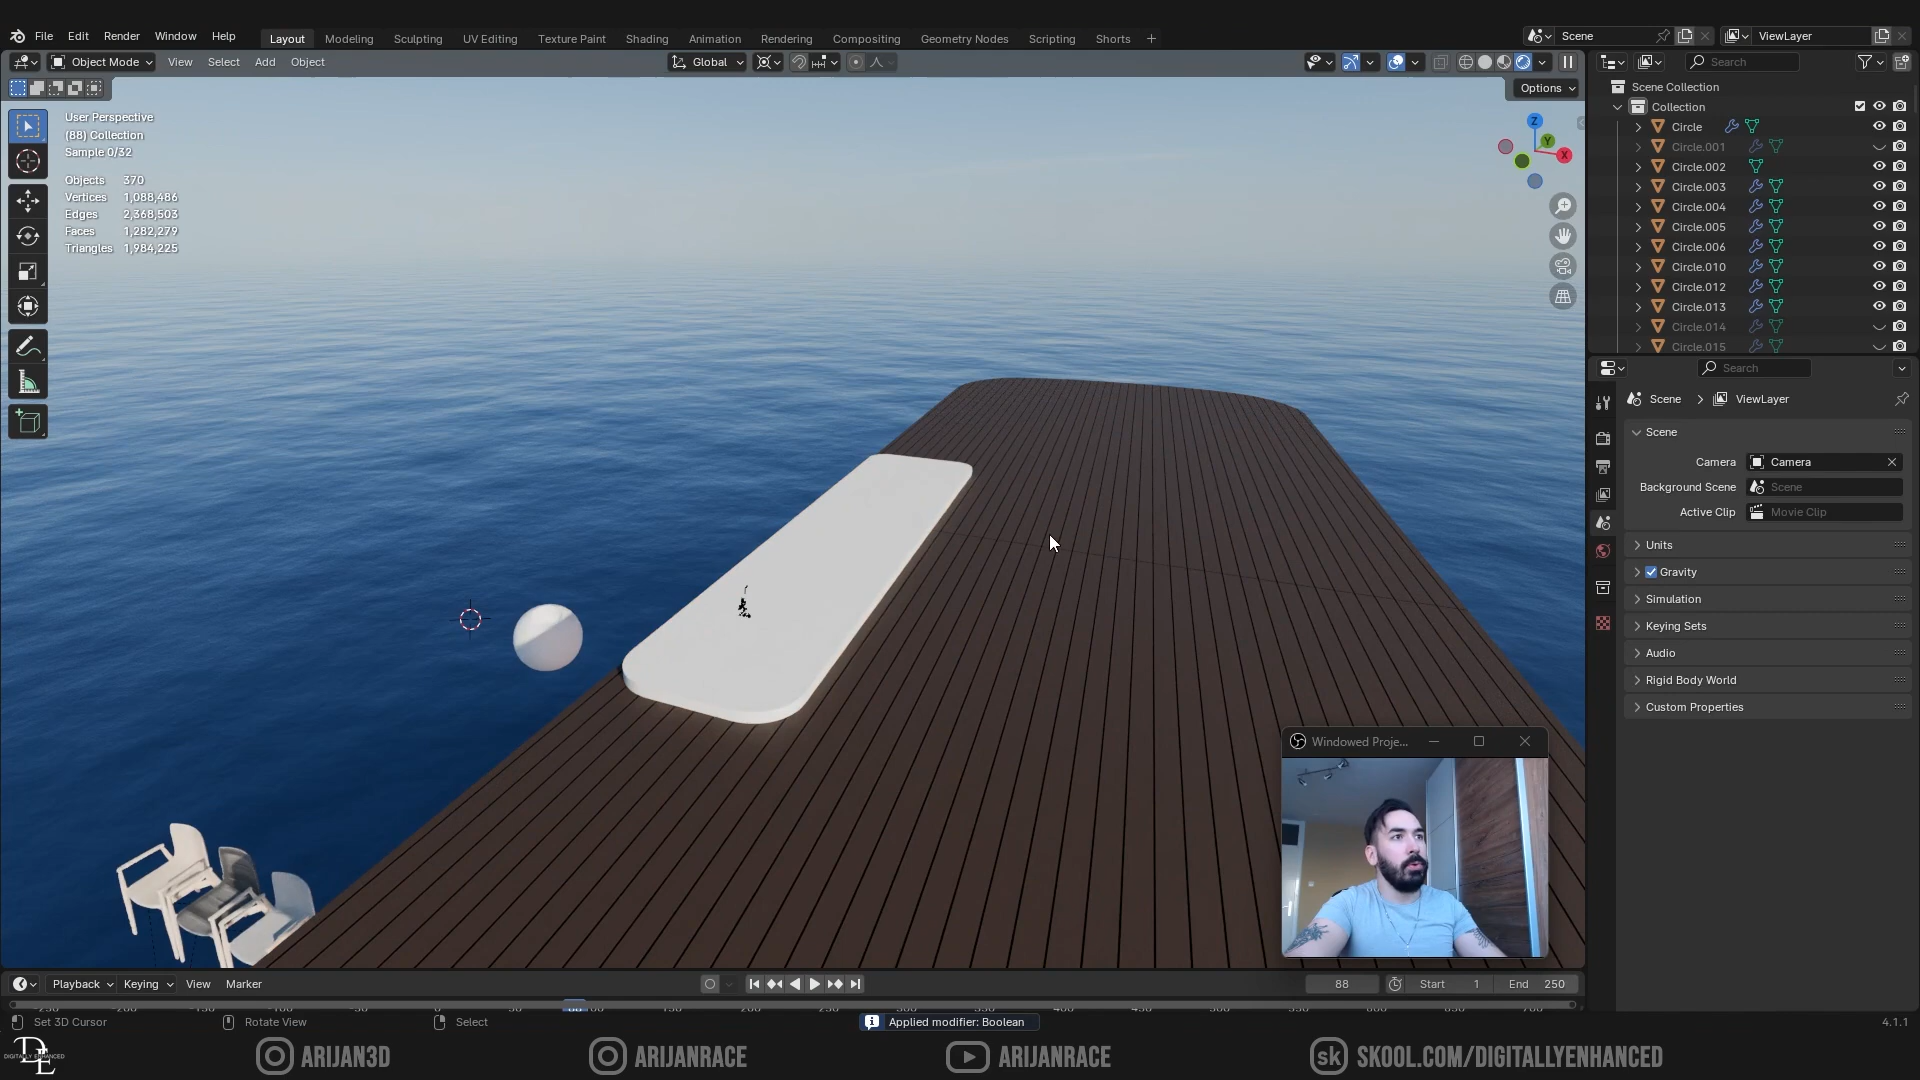 File Edit Render Window Help Layout Modeling Sculpting UV Editing Texture Paint Shading Animation Rendering Compositing Geometry Nodes Scripting Shorts + Scene ViewLayer
Object Mode View Select Add Object Global Search
Options
User Perspective
(88) Collection
Sample 0/32
Objects 370
Vertices 1,088,486
Edges 2,368,503
Faces 1,282,279
Triangles 1,984,225
Z
Y
X
Scene Collection
Collection
Circle
Circle.001
Circle.002
Circle.003
Circle.004
Circle.005
Circle.006
Circle.010
Circle.012
Circle.013
Circle.014
Circle.015
Search
Scene > ViewLayer
Scene
Camera Camera
Background Scene Scene
Active Clip Movie Clip
Units
Gravity
Simulation
Keying Sets
Audio
Rigid Body World
Custom Properties
Windowed Proje...
Playback Keying View Marker 88 Start 1 End 250
Set 3D Cursor Rotate View Select Applied modifier: Boolean 4.1.1
DIGITALLY ENHANCED ARIJAN3D ARIJANRACE ARIJANRACE sk SKOOL.COM/DIGITALLYENHANCED